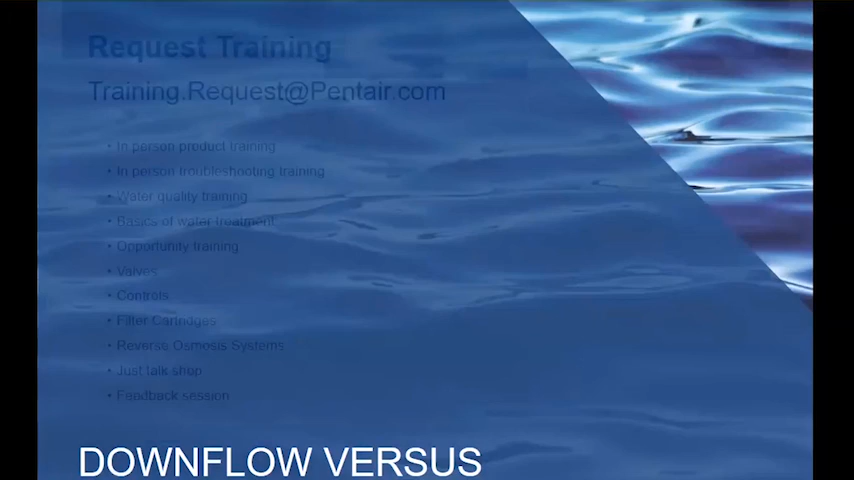 Request Training
Training.Request@Pentair.com
• In person product training
• In person troubleshooting training
• Water quality training
• Basics of water treatment
• Opportunity training
• Valves
• Controls
• Filter Cartridges
• Reverse Osmosis Systems
• Just talk shop
• Feedback session
DOWNFLOW VERSUS